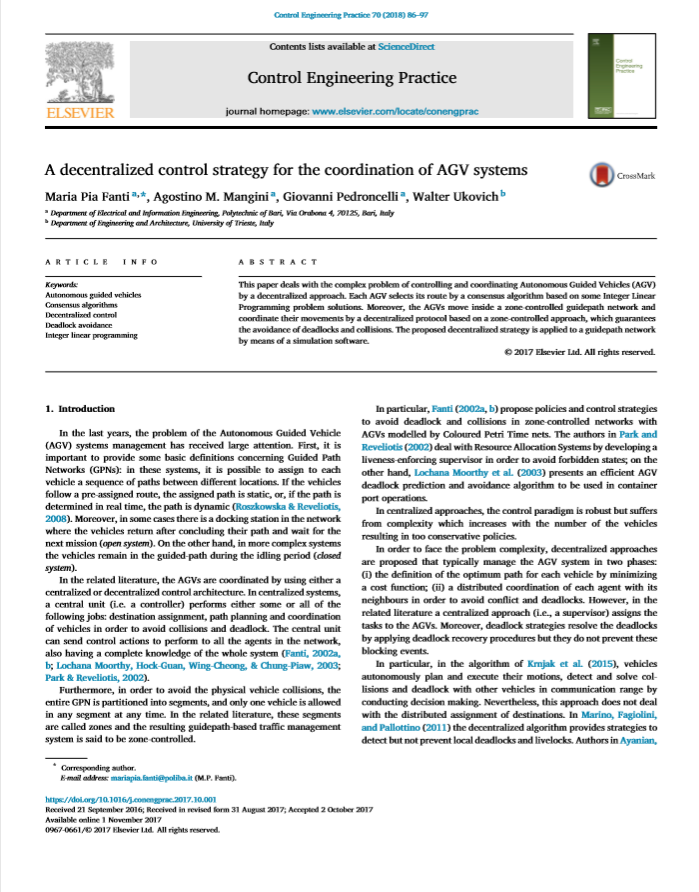 Control Engineering Practice 70 (2018) 86–97
Contents lists available at ScienceDirect
Control Engineering Practice
journal homepage: www.elsevier.com/locate/conengprac
ELSEVIER
Control
Engineering
Practice
A decentralized control strategy for the coordination of AGV systems
CrossMark
Maria Pia Fanti a,*, Agostino M. Mangini a, Giovanni Pedroncelli a, Walter Ukovich b
a Department of Electrical and Information Engineering, Polytechnic of Bari, Via Orabona 4, 70125, Bari, Italy
b Department of Engineering and Architecture, University of Trieste, Italy
ARTICLE INFO
Keywords:
Autonomous guided vehicles
Consensus algorithms
Decentralized control
Deadlock avoidance
Integer linear programming
ABSTRACT
This paper deals with the complex problem of controlling and coordinating Autonomous Guided Vehicles (AGV)
by a decentralized approach. Each AGV selects its route by a consensus algorithm based on some Integer Linear
Programming problem solutions. Moreover, the AGVs move inside a zone-controlled guidepath network and
coordinate their movements by a decentralized protocol based on a zone-controlled approach, which guarantees
the avoidance of deadlocks and collisions. The proposed decentralized strategy is applied to a guidepath network
by means of a simulation software.
© 2017 Elsevier Ltd. All rights reserved.
1. Introduction
In the last years, the problem of the Autonomous Guided Vehicle
(AGV) systems management has received large attention. First, it is
important to provide some basic definitions concerning Guided Path
Networks (GPNs): in these systems, it is possible to assign to each
vehicle a sequence of paths between different locations. If the vehicles
follow a pre-assigned route, the assigned path is static, or, if the path is
determined in real time, the path is dynamic (Roszkowska & Reveliotis,
2008). Moreover, in some cases there is a docking station in the network
where the vehicles return after concluding their path and wait for the
next mission (open system). On the other hand, in more complex systems
the vehicles remain in the guided-path during the idling period (closed
system).
In the related literature, the AGVs are coordinated by using either a
centralized or decentralized control architecture. In centralized systems,
a central unit (i.e. a controller) performs either some or all of the
following jobs: destination assignment, path planning and coordination
of vehicles in order to avoid collisions and deadlock. The central unit
can send control actions to perform to all the agents in the network,
also having a complete knowledge of the whole system (Fanti, 2002a,
b; Lochana Moorthy, Hock-Guan, Wing-Cheong, & Chung-Piaw, 2003;
Park & Reveliotis, 2002).
Furthermore, in order to avoid the physical vehicle collisions, the
entire GPN is partitioned into segments, and only one vehicle is allowed
in any segment at any time. In the related literature, these segments
are called zones and the resulting guidepath-based traffic management
system is said to be zone-controlled.
In particular, Fanti (2002a, b) propose policies and control strategies
to avoid deadlock and collisions in zone-controlled networks with
AGVs modelled by Coloured Petri Time nets. The authors in Park and
Reveliotis (2002) deal with Resource Allocation Systems by developing a
liveness-enforcing supervisor in order to avoid forbidden states; on the
other hand, Lochana Moorthy et al. (2003) presents an efficient AGV
deadlock prediction and avoidance algorithm to be used in container
port operations.
In centralized approaches, the control paradigm is robust but suffers
from complexity which increases with the number of the vehicles
resulting in too conservative policies.
In order to face the problem complexity, decentralized approaches
are proposed that typically manage the AGV system in two phases:
(i) the definition of the optimum path for each vehicle by minimizing
a cost function; (ii) a distributed coordination of each agent with its
neighbours in order to avoid conflict and deadlocks. However, in the
related literature a centralized approach (i.e., a supervisor) assigns the
tasks to the AGVs. Moreover, deadlock strategies resolve the deadlocks
by applying deadlock recovery procedures but they do not prevent these
blocking events.
In particular, in the algorithm of Krnjak et al. (2015), vehicles
autonomously plan and execute their motions, detect and solve col-
lisions and deadlock with other vehicles in communication range by
conducting decision making. Nevertheless, this approach does not deal
with the distributed assignment of destinations. In Marino, Fagiolini,
and Pallottino (2011) the decentralized algorithm provides strategies to
detect but not prevent local deadlocks and livelocks. Authors in Ayanian,
* Corresponding author.
E-mail address: mariapia.fanti@poliba.it (M.P. Fanti).
https://doi.org/10.1016/j.conengprac.2017.10.001
Received 21 September 2016; Received in revised form 31 August 2017; Accepted 2 October 2017
Available online 1 November 2017
0967-0661/© 2017 Elsevier Ltd. All rights reserved.